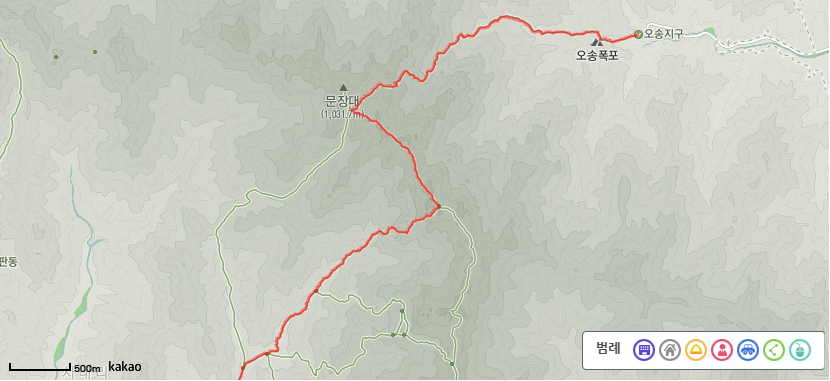 오송지구
오송폭포
문장대
(1,031.7m)
판동
범례
500m kakao